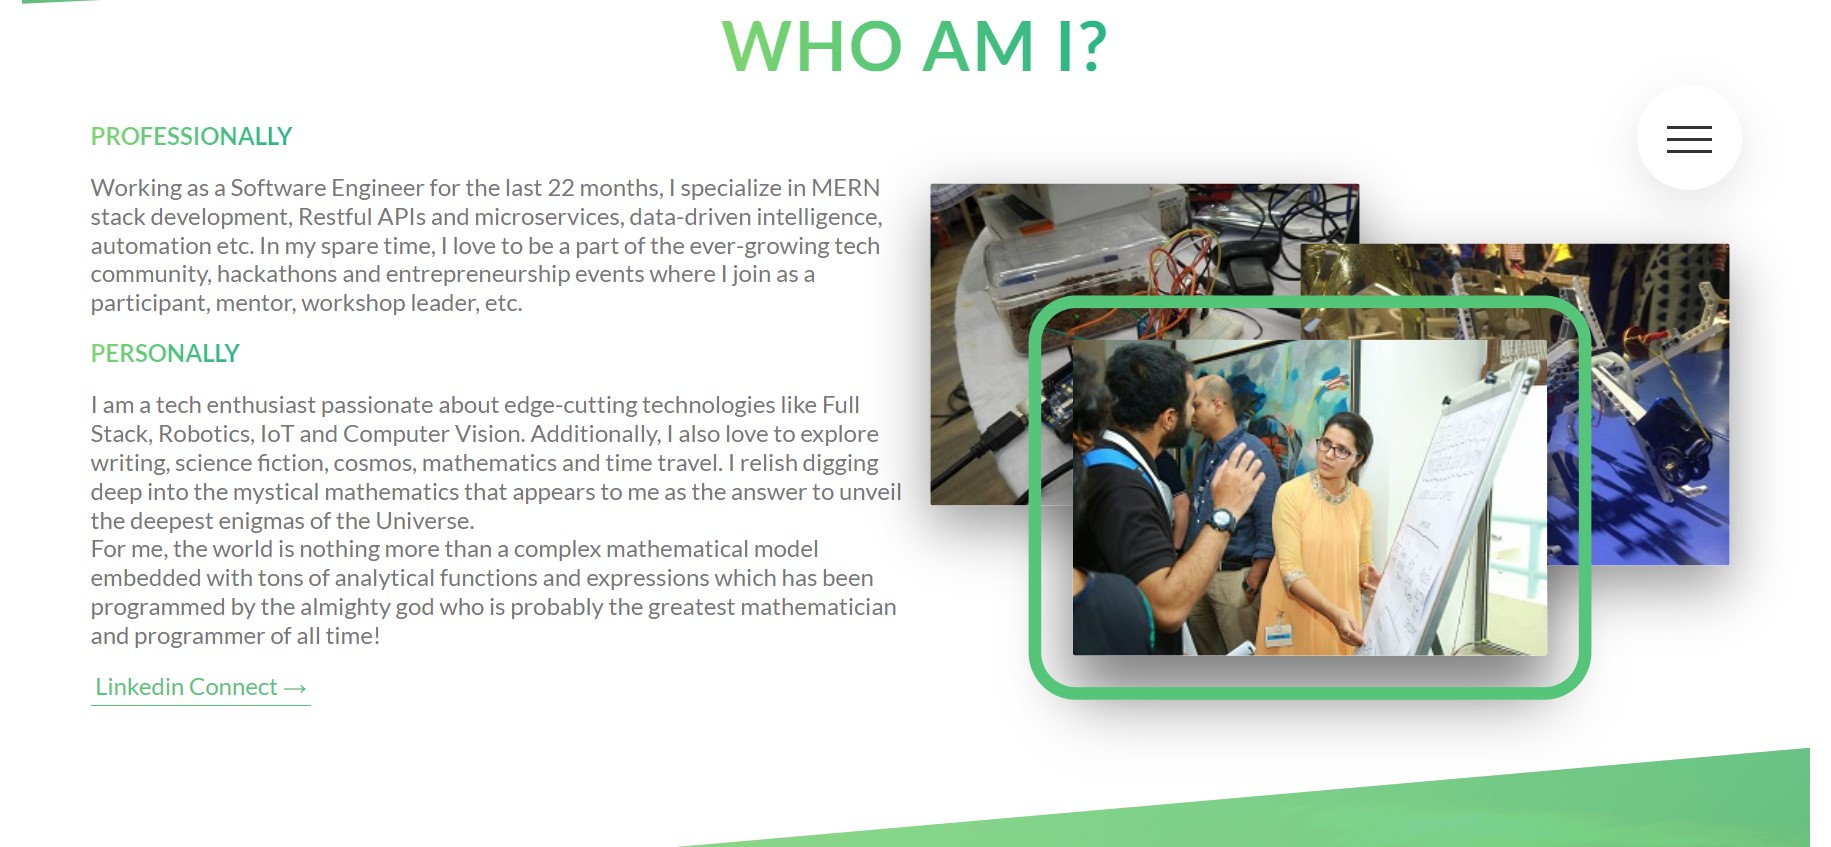 WHO AM I?
PROFESSIONALLY
Working as a Software Engineer for the last 22 months, I specialize in MERN
stack development, Restful APIs and microservices, data-driven intelligence,
automation etc. In my spare time, I love to be a part of the ever-growing tech
community, hackathons and entrepreneurship events where I join as a
participant, mentor, workshop leader, etc.
PERSONALLY
I am a tech enthusiast passionate about edge-cutting technologies like Full
Stack, Robotics, IoT and Computer Vision. Additionally, I also love to explore
writing, science fiction, cosmos, mathematics and time travel. I relish digging
deep into the mystical mathematics that appears to me as the answer to unveil
the deepest enigmas of the Universe.
For me, the world is nothing more than a complex mathematical model
embedded with tons of analytical functions and expressions which has been
programmed by the almighty god who is probably the greatest mathematician
and programmer of all time!
Linkedin Connect →